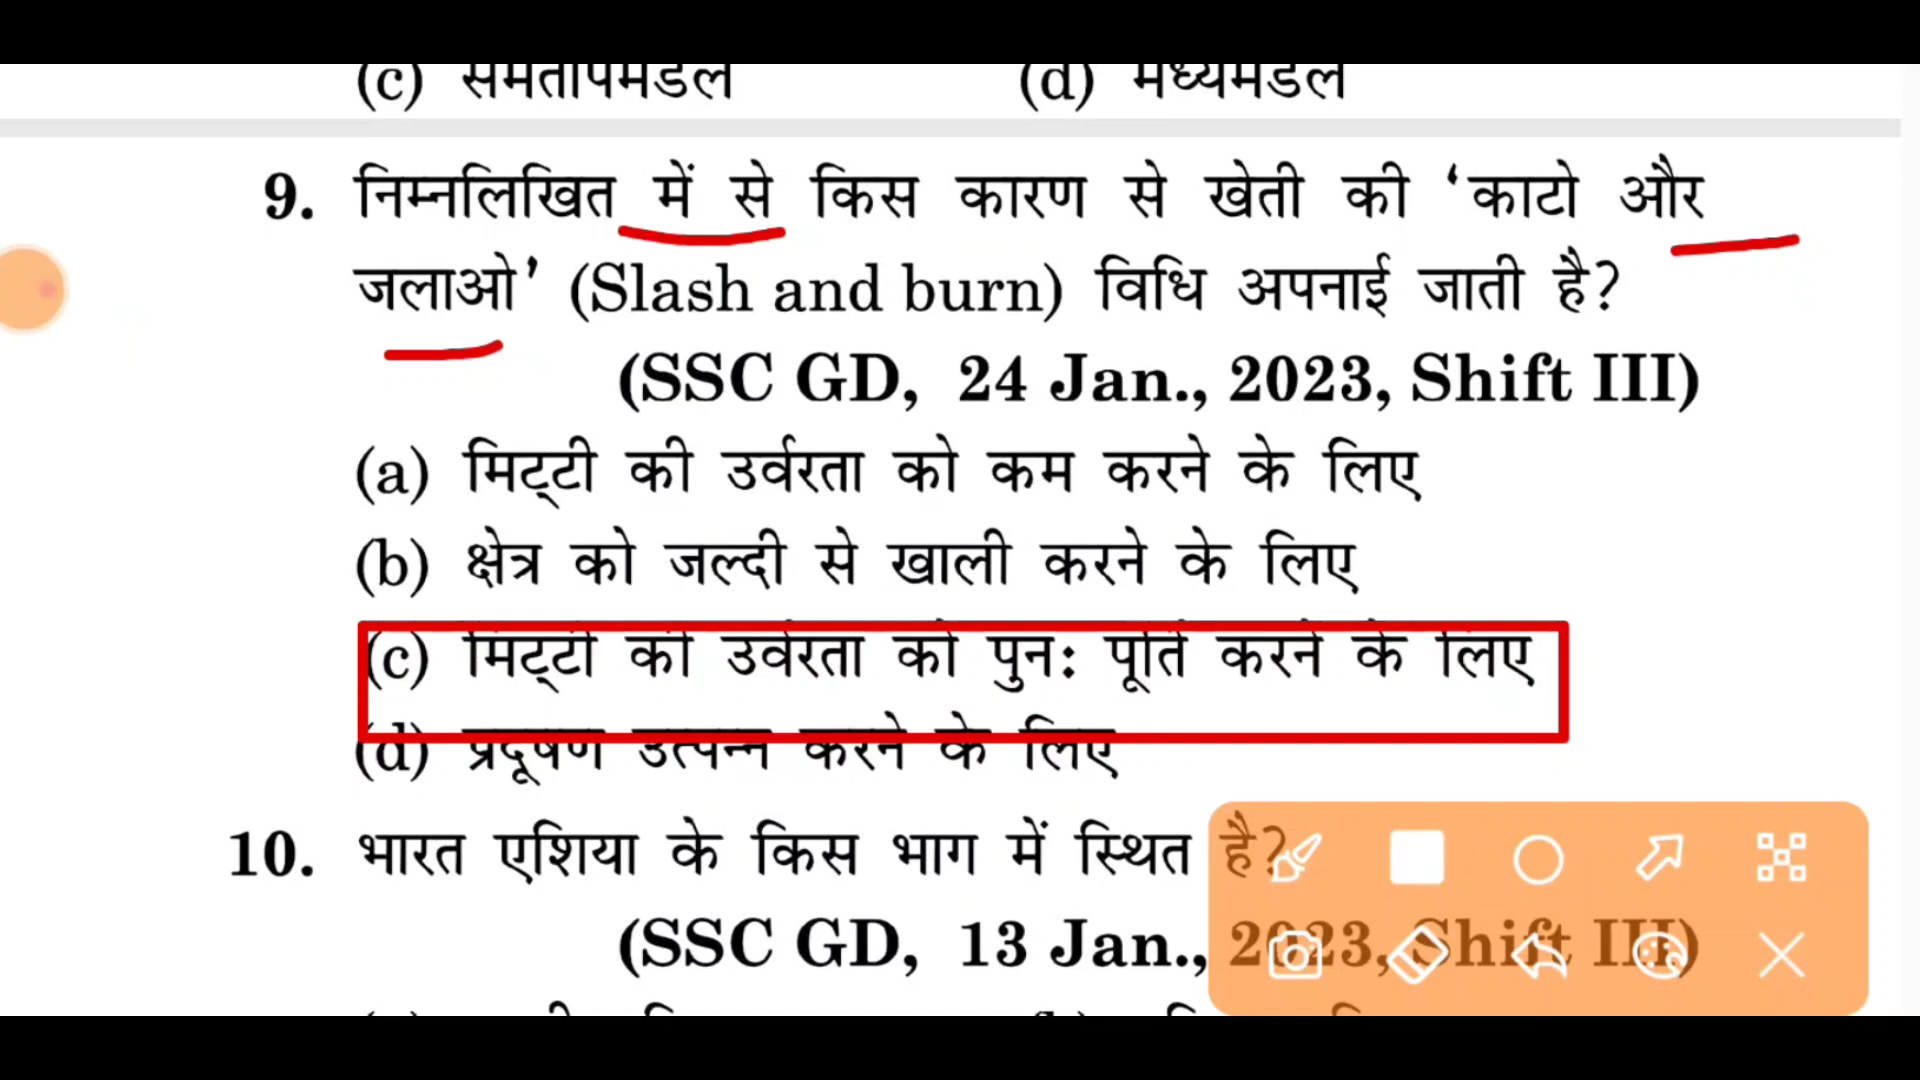 (c) समतापमंडल (d) मध्यमंडल
9. निम्नलिखित में से किस कारण से खेती की ‘काटो और
जलाओ’ (Slash and burn) विधि अपनाई जाती है?
(SSC GD, 24 Jan., 2023, Shift III)
(a) मिट्टी की उर्वरता को कम करने के लिए
(b) क्षेत्र को जल्दी से खाली करने के लिए
(c) मिट्टी की उर्वरता को पुनः पूर्ति करने के लिए
(d) प्रदूषण उत्पन्न करने के लिए
10. भारत एशिया के किस भाग में स्थित है?
(SSC GD, 13 Jan., 2023, Shift III)